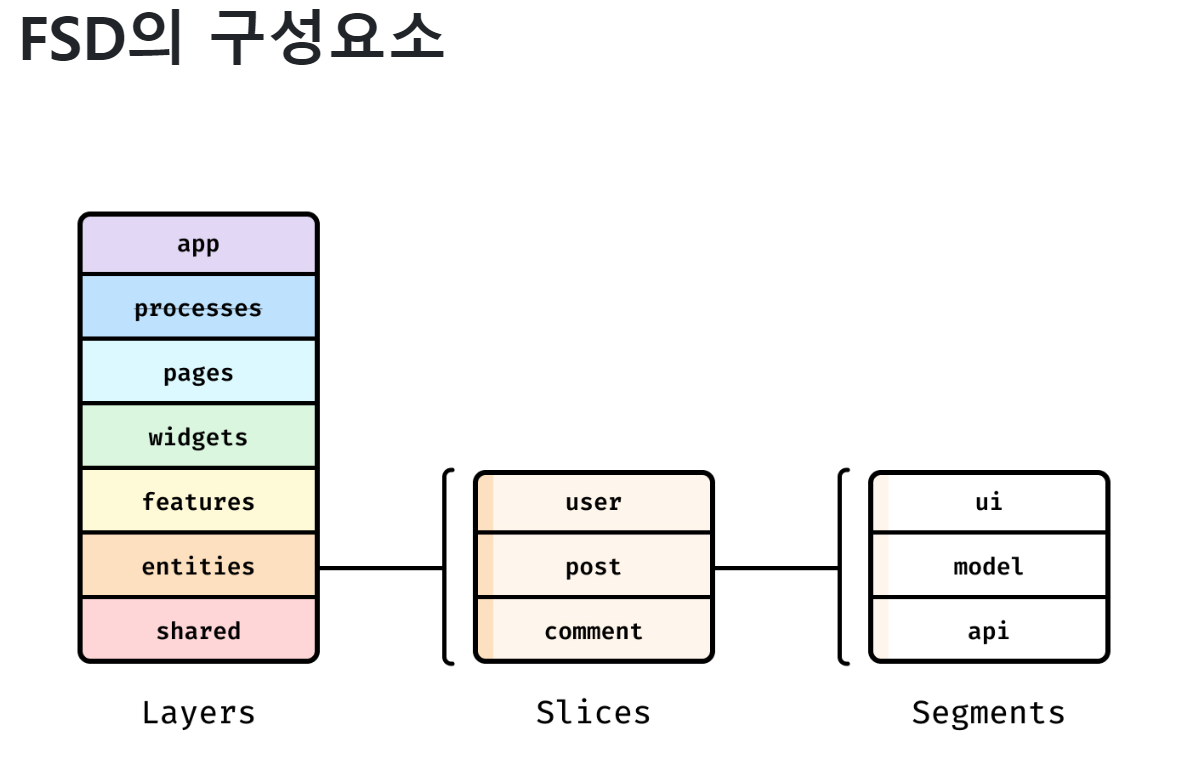 FSD의 구성요소
app
processes
pages
widgets
features
entities
shared
Layers
user
post
comment
Slices
ui
model
api
Segments